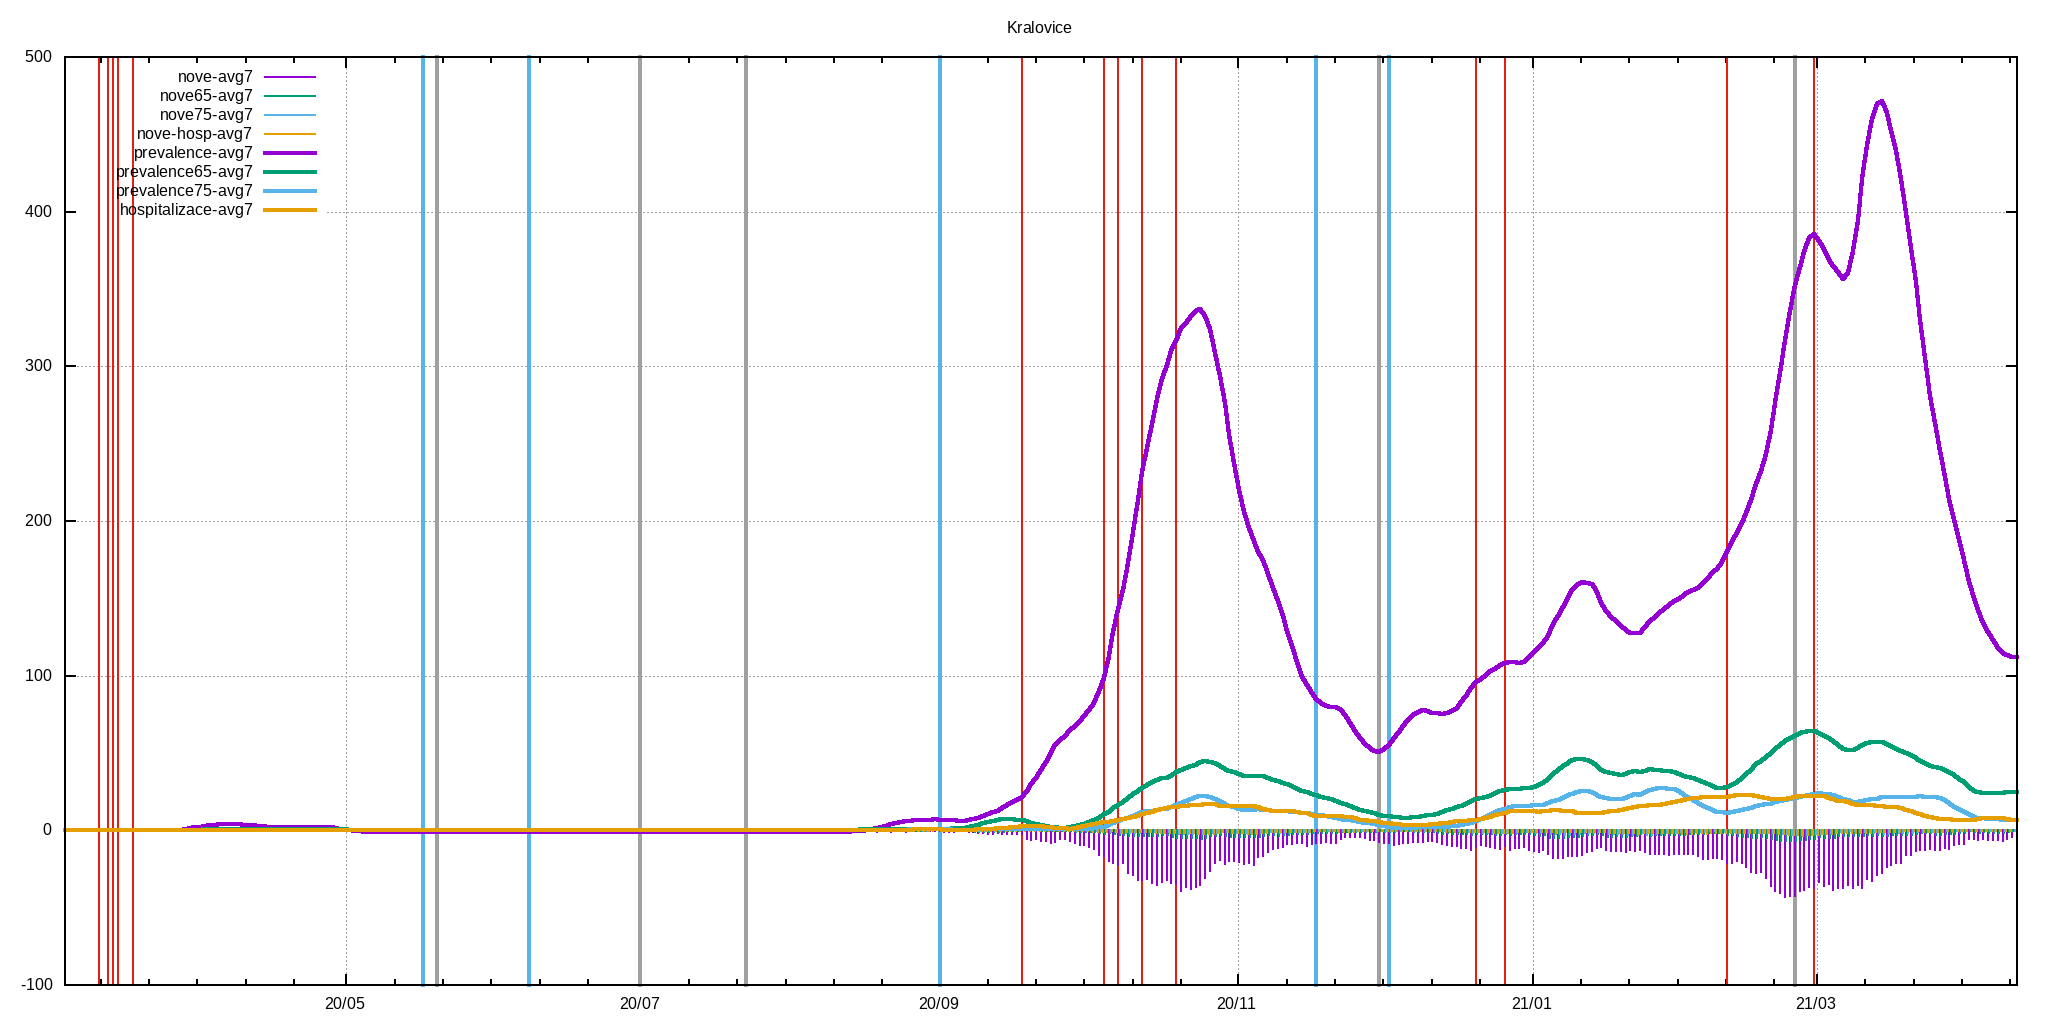 Kralovice
500
nove-avg7
nove65-avg7
nove75-avg7
nove-hosp-avg7
prevalence-avg7
prevalence65-avg7
prevalence75-avg7
hospitalizace-avg7
400
300
200
100
0
-100
20/05 20/07 20/09 20/11 21/01 21/03